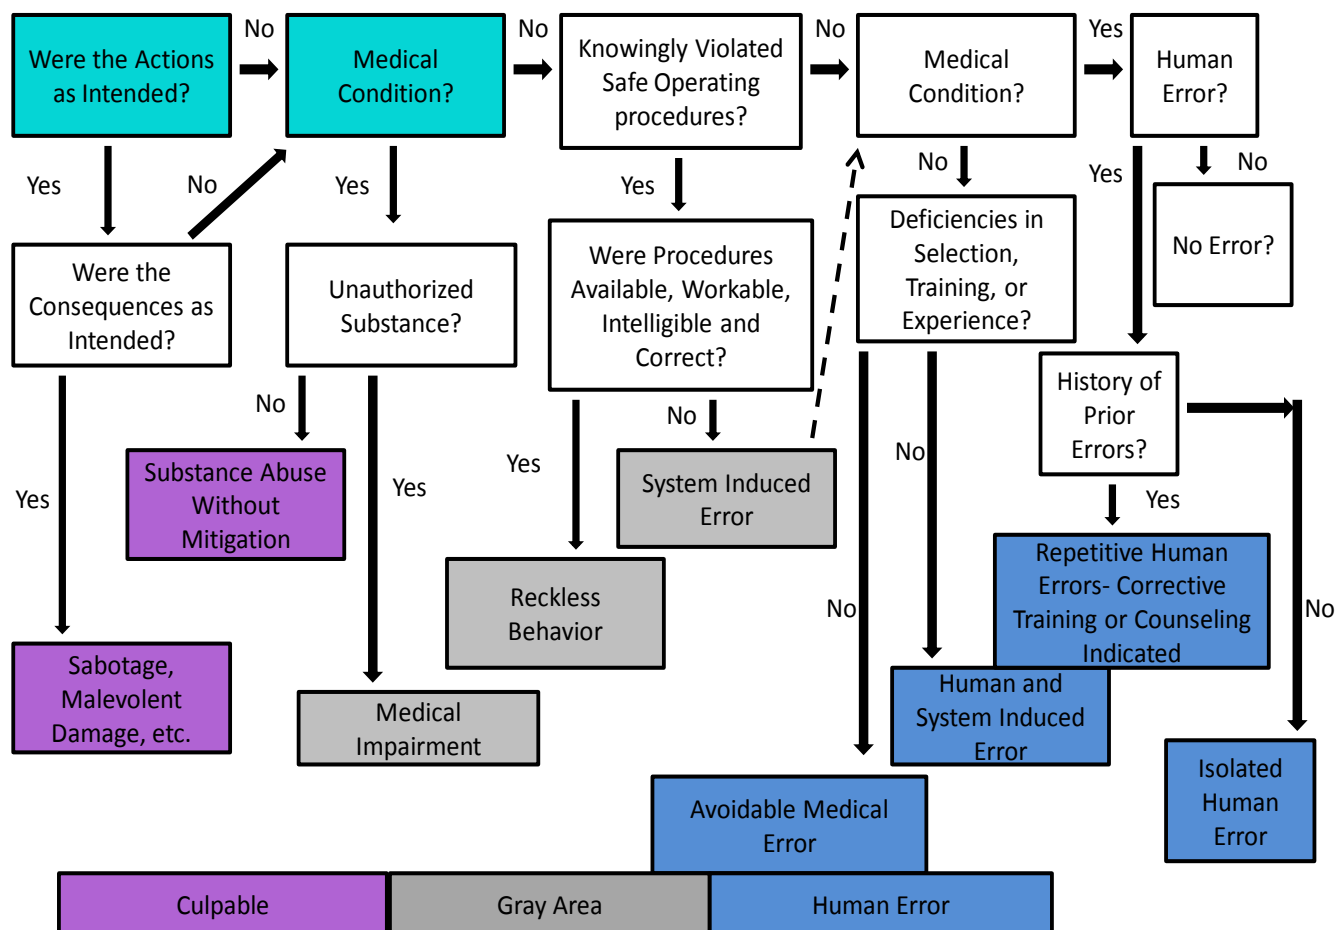 Were the Actions
as Intended?
No
Medical
Condition?
No
Knowingly Violated
Safe Operating
procedures?
No
Medical
Condition?
Yes
Human
Error?
Yes
No
Yes
Yes
No
Yes
No
Were the
Consequences as
Intended?
Unauthorized
Substance?
Were Procedures
Available, Workable,
Intelligible and
Correct?
Deficiencies in
Selection,
Training, or
Experience?
No Error?
History of
Prior
Errors?
No
No
Yes
Yes
Yes
No
Yes
No
No
Substance Abuse
Without
Mitigation
System Induced
Error
Repetitive Human
Errors- Corrective
Training or Counseling
Indicated
Reckless
Behavior
Sabotage,
Malevolent
Damage, etc.
Medical
Impairment
Human and
System Induced
Error
Isolated
Human
Error
Avoidable Medical
Error
Culpable
Gray Area
Human Error